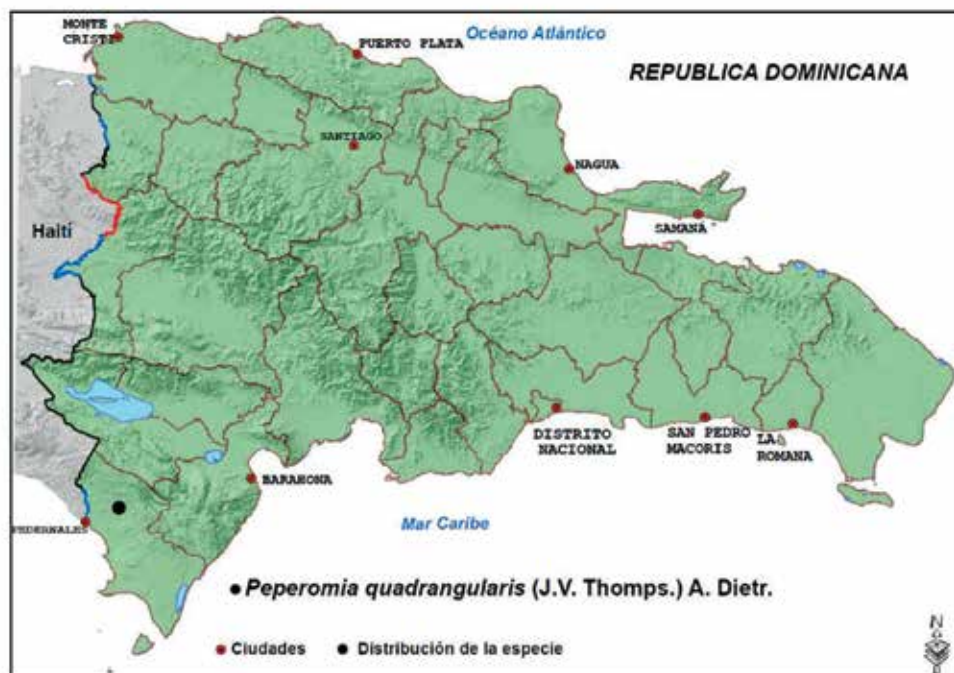 MONTE
CRISTI
PUERTO PLATA
Océano Atlántico
REPUBLICA DOMINICANA
SANTIAGO
NAGUA
Haití
SAMANA
DISTRITO
NACIONAL
SAN PEDRO
MACORIS
LA
ROMANA
BARAHONA
PEDERNALES
Mar Caribe
Peperomia quadrangularis (J.V. Thomps.) A. Dietr.
Ciudades
Distribución de la especie
N